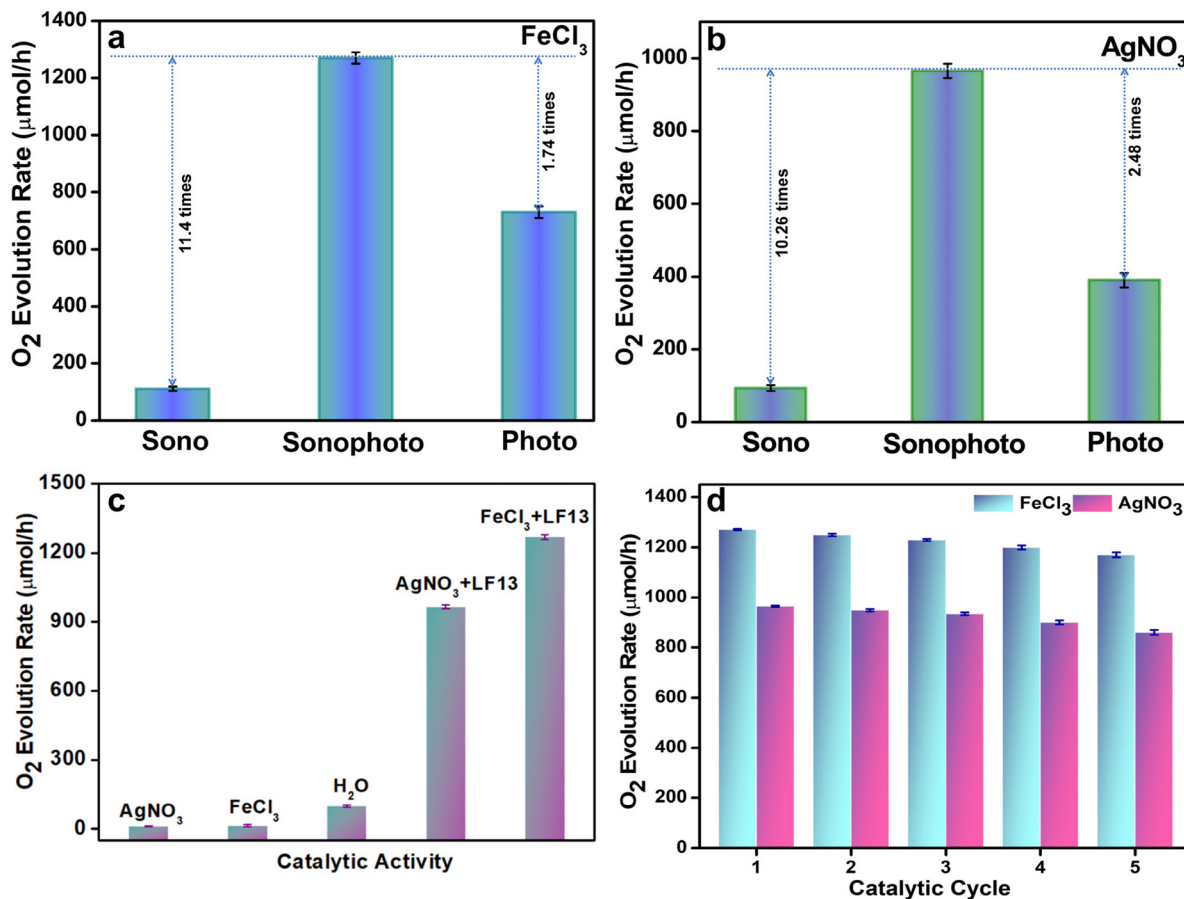 a
FeCl3
O2 Evolution Rate (μmol/h)
1400
1200
1000
800
600
400
200
0
11.4 times
1.74 times
Sono Sonophoto Photo
b
AgNO3
O2 Evolution Rate (μmol/h)
1000
800
600
400
200
0
10.26 times
2.48 times
Sono Sonophoto Photo
c
O2 Evolution Rate (μmol/h)
1500
1200
900
600
300
0
AgNO3
FeCl3
H2O
AgNO3+LF13
FeCl3+LF13
Catalytic Activity
d
FeCl3 AgNO3
O2 Evolution Rate (μmol/h)
1400
1200
1000
800
600
400
200
0
1 2 3 4 5
Catalytic Cycle